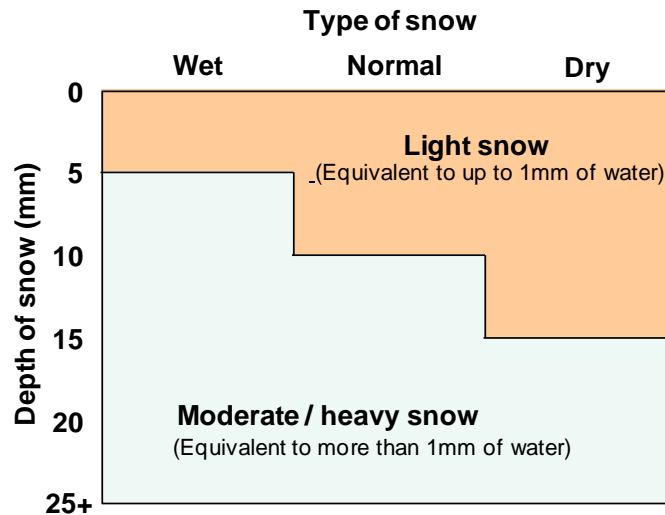 Type of snow
Wet Normal Dry
0
5
10
15
20
25+
Depth of snow (mm)
Light snow
(Equivalent to up to 1mm of water)
Moderate / heavy snow
(Equivalent to more than 1mm of water)